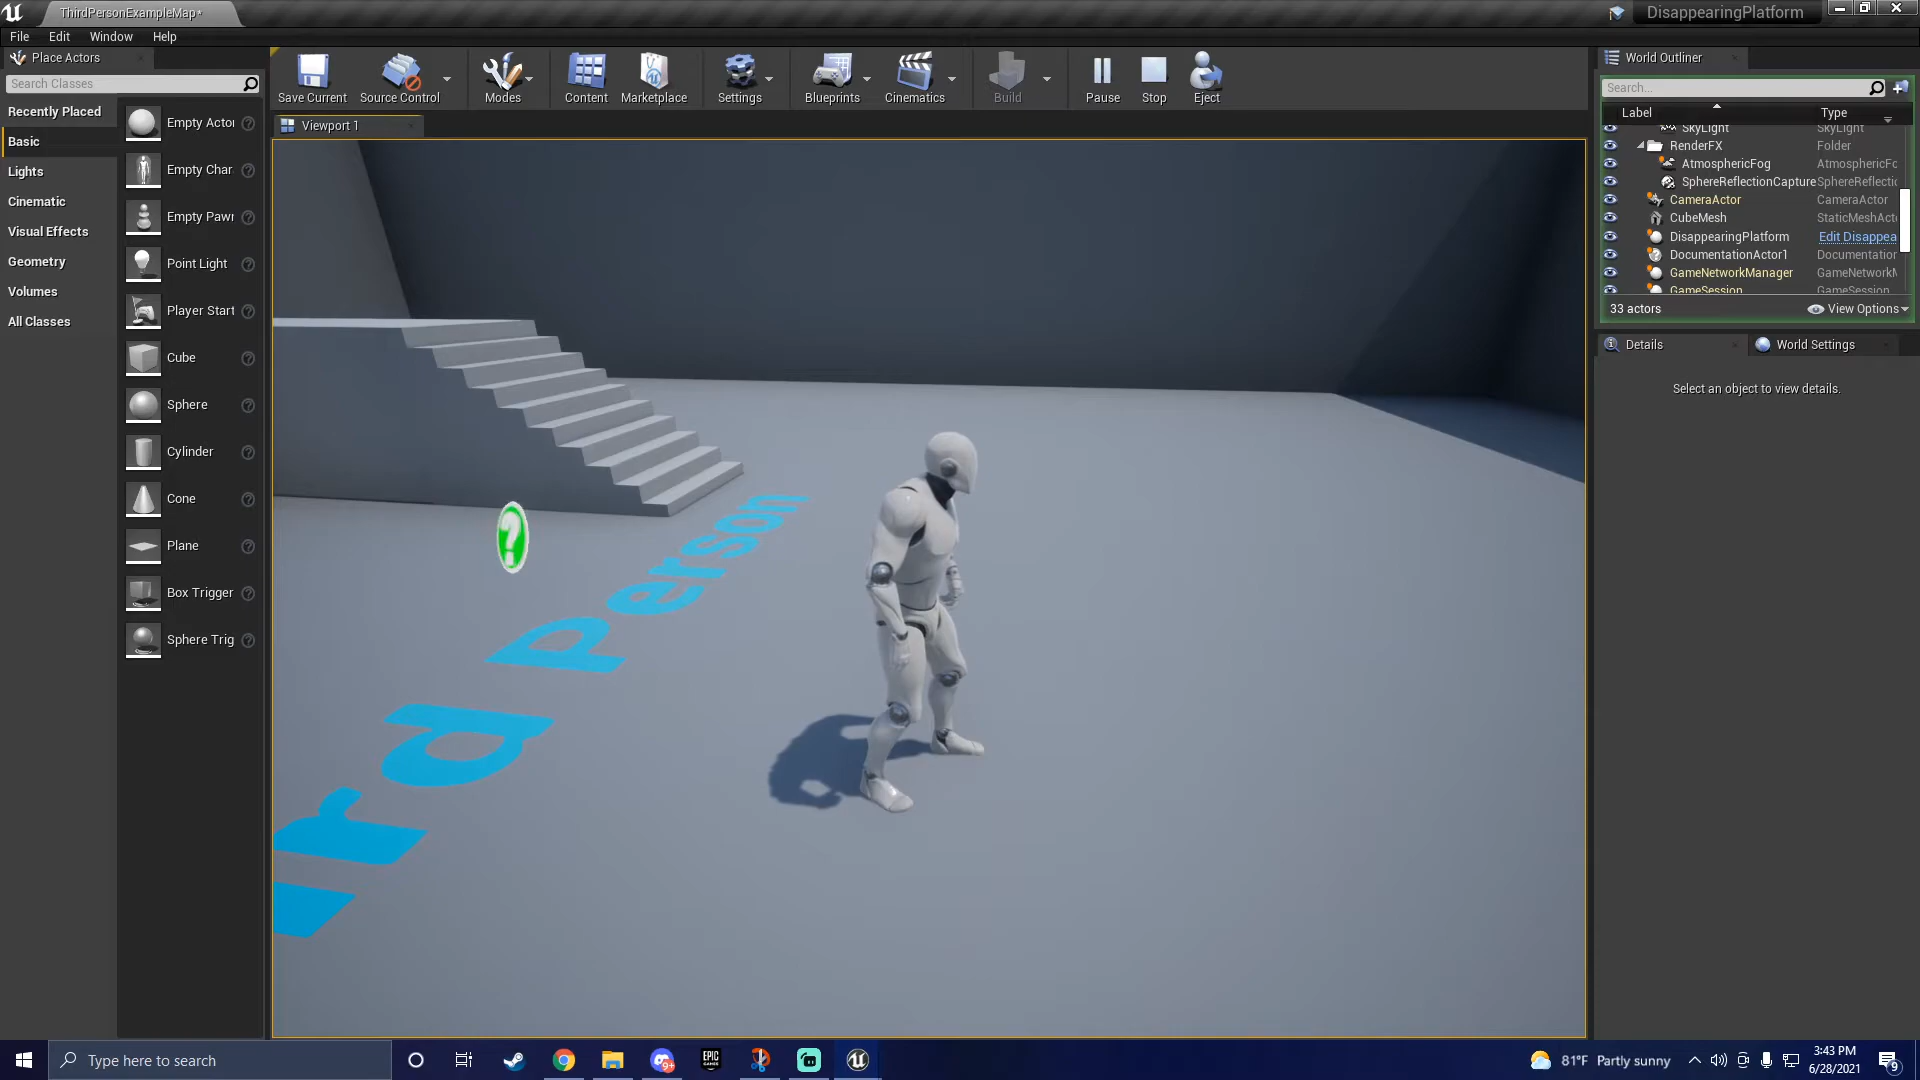 ThirdPersonExampleMap*
DisappearingPlatform
File Edit Window Help
Place Actors
Search Classes
Recently Placed
Basic
Lights
Cinematic
Visual Effects
Geometry
Volumes
All Classes
Empty Actor
Empty Char
Empty Pawn
Point Light
Player Start
Cube
Sphere
Cylinder
Cone
Plane
Box Trigger
Sphere Trig
Save Current
Source Control
Modes
Content
Marketplace
Settings
Blueprints
Cinematics
Build
Pause
Stop
Eject
Viewport 1
?
ird Person
World Outliner
Search...
Label Type
SkyLight SkyLight
RenderFX Folder
AtmosphericFog AtmosphericFo
SphereReflectionCapture SphereReflectio
CameraActor CameraActor
CubeMesh StaticMeshActo
DisappearingPlatform Edit Disappea
DocumentationActor1 Documentation
GameNetworkManager GameNetworkM
GameSession GameSession
33 actors View Options
Details
World Settings
Select an object to view details.
Type here to search
9+
EPIC GAMES
81°F Partly sunny
3:43 PM
6/28/2021
9